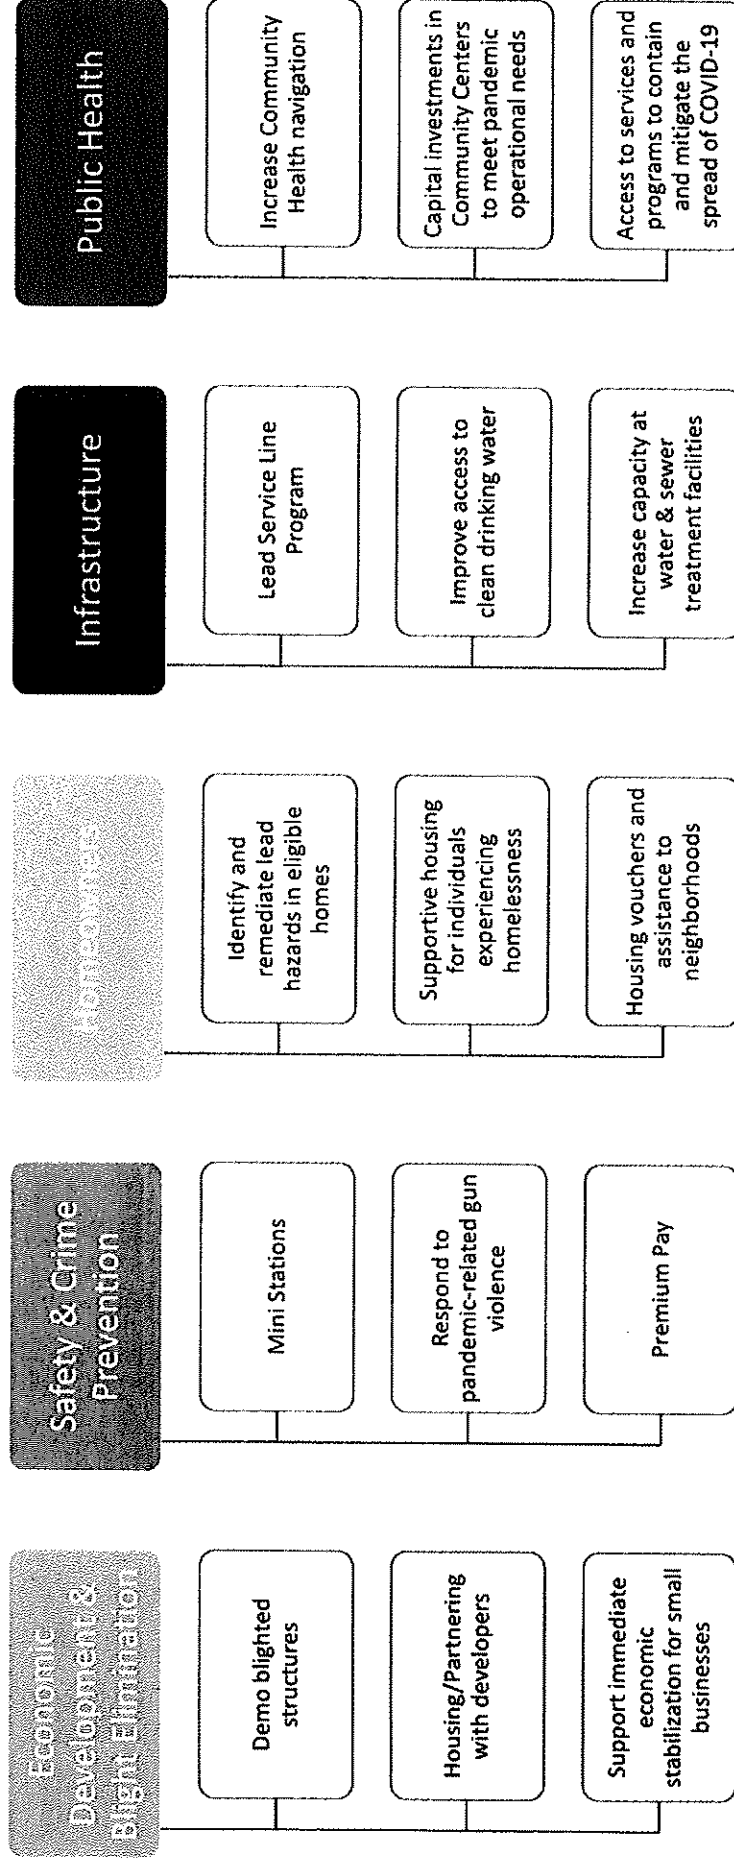 Economic
Development &
Blight Elimination
Demo blighted
structures
Housing/Partnering
with developers
Support immediate
economic
stabilization for small
businesses
Safety & Crime
Prevention
Mini Stations
Respond to
pandemic-related gun
violence
Premium Pay
Homeowners
Identify and
remediate lead
hazards in eligible
homes
Supportive housing
for individuals
experiencing
homelessness
Housing vouchers and
assistance to
neighborhoods
Infrastructure
Lead Service Line
Program
Improve access to
clean drinking water
Increase capacity at
water & sewer
treatment facilities
Public Health
Increase Community
Health navigation
Capital investments in
Community Centers
to meet pandemic
operational needs
Access to services and
programs to contain
and mitigate the
spread of COVID-19